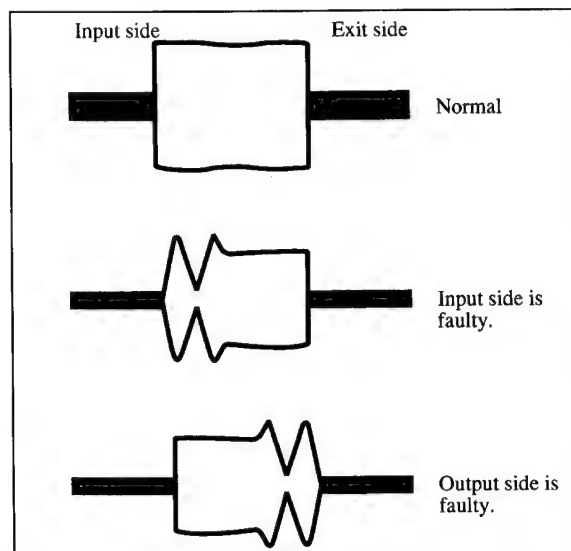 Input side Exit side
Normal
Input side is
faulty.
Output side is
faulty.